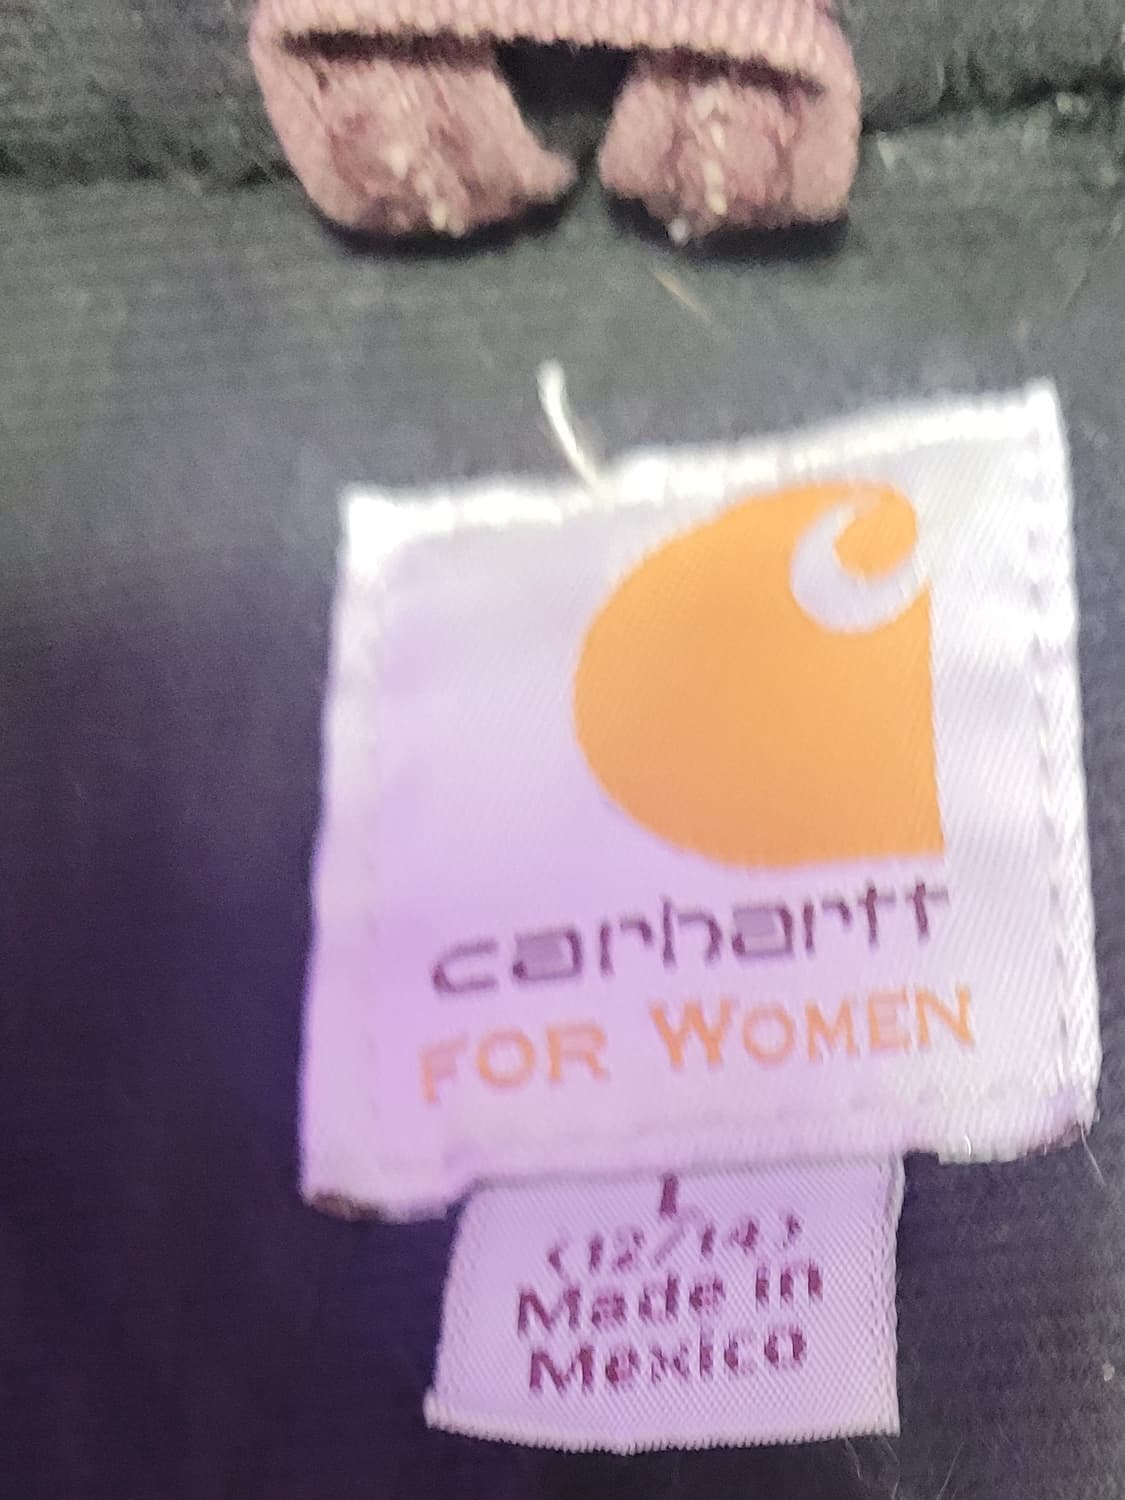 carhartt
FOR WOMEN
L
(12/14)
Made in
Mexico